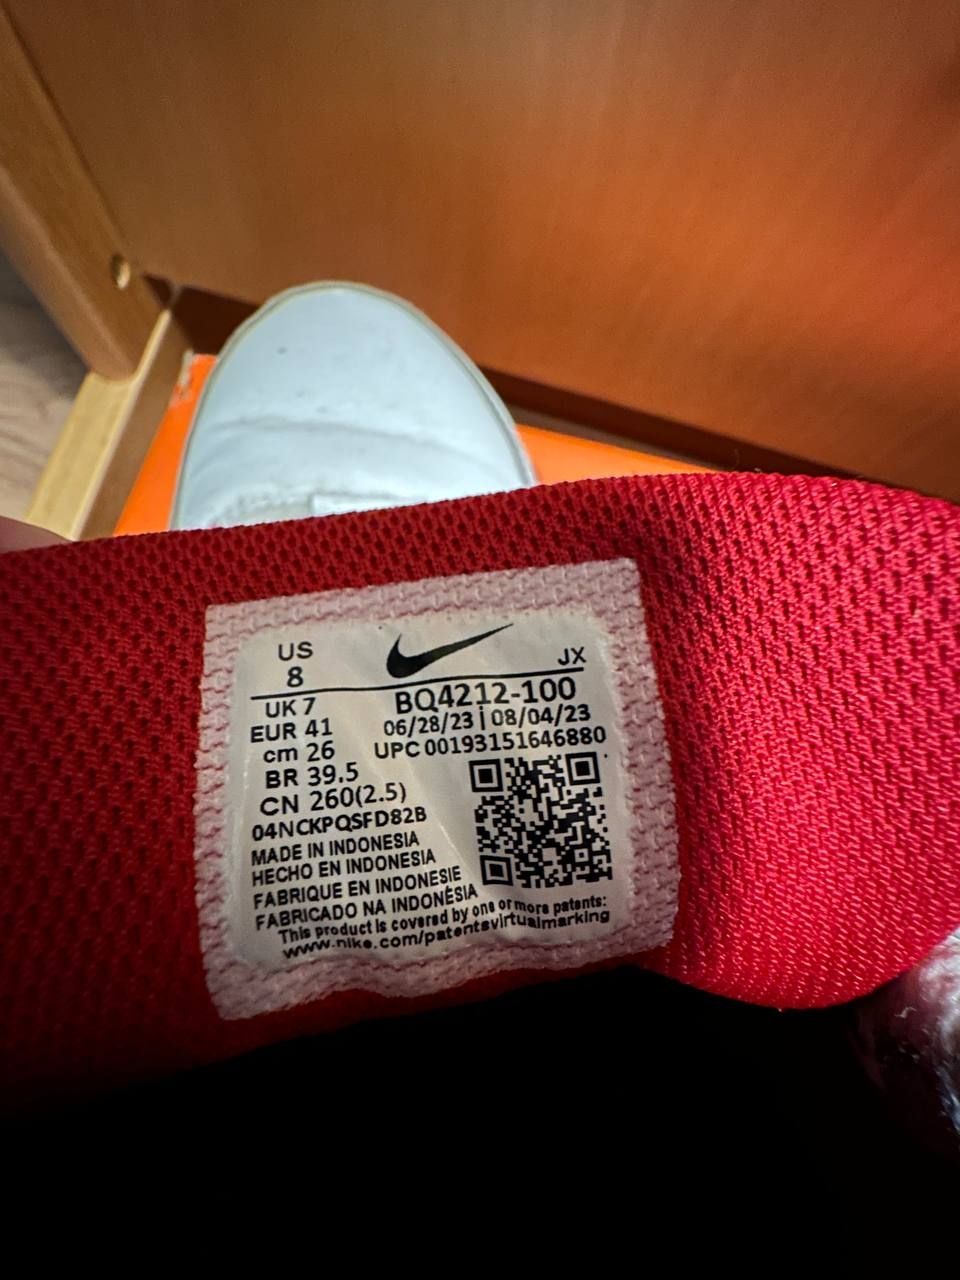 US
8
JX
UK 7
BQ4212-100
EUR 41
06/28/23 | 08/04/23
cm 26
UPC 00193151646880
BR 39.5
CN 260(2.5)
04NCKPQSFD82B
MADE IN INDONESIA
HECHO EN INDONESIA
FABRIQUE EN INDONESIE
FABRICADO NA INDONÉSIA
This product is covered by one or more patents:
www.nike.com/patentsvirtualmarking